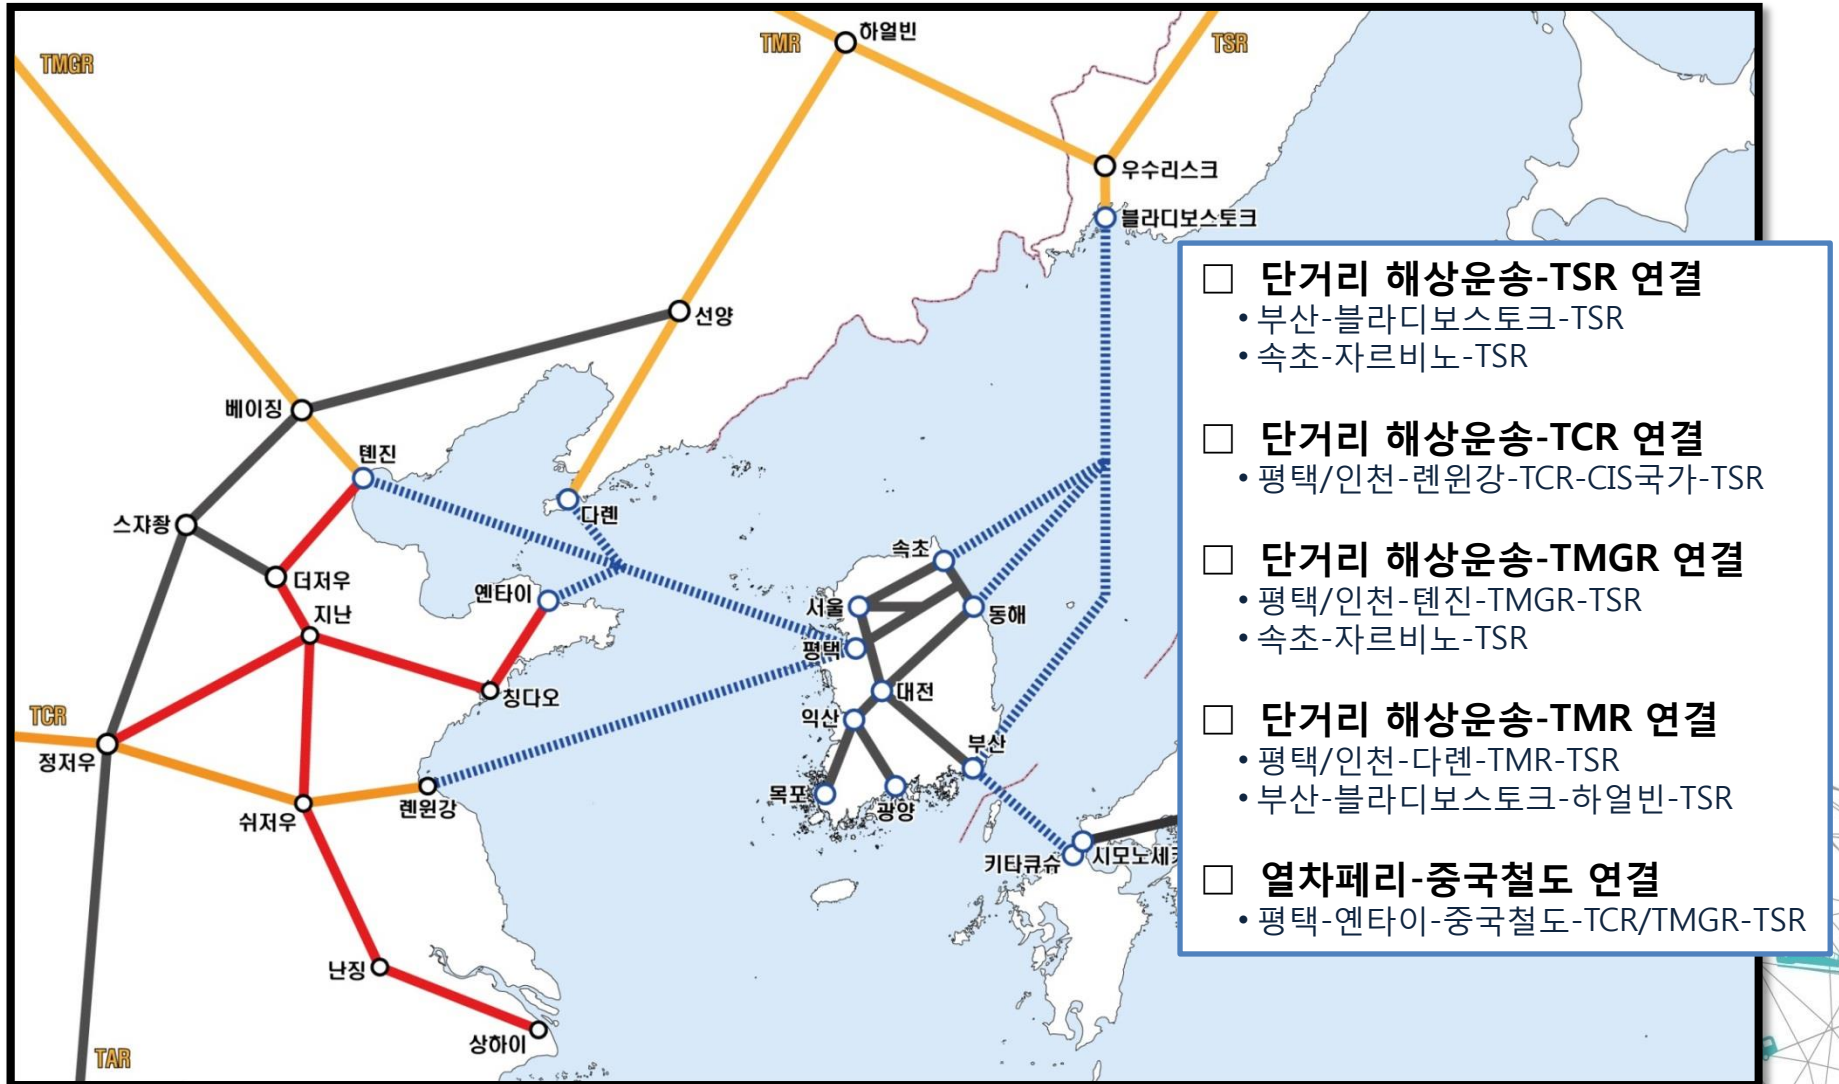 TMGR
TMR
하얼빈
TSR
우수리스크
블라디보스토크
선양
베이징
톈진
다롄
스쟈좡
더저우
지난
옌타이
칭다오
TCR
정저우
쉬저우
롄윈강
난징
상하이
TAR
속초
서울
동해
평택
대전
익산
부산
목포
광양
키타큐슈
시모노세키
□ 단거리 해상운송-TSR 연결
• 부산-블라디보스토크-TSR
• 속초-자르비노-TSR
□ 단거리 해상운송-TCR 연결
• 평택/인천-롄윈강-TCR-CIS국가-TSR
□ 단거리 해상운송-TMGR 연결
• 평택/인천-톈진-TMGR-TSR
• 속초-자르비노-TSR
□ 단거리 해상운송-TMR 연결
• 평택/인천-다롄-TMR-TSR
• 부산-블라디보스토크-하얼빈-TSR
□ 열차페리-중국철도 연결
• 평택-옌타이-중국철도-TCR/TMGR-TSR